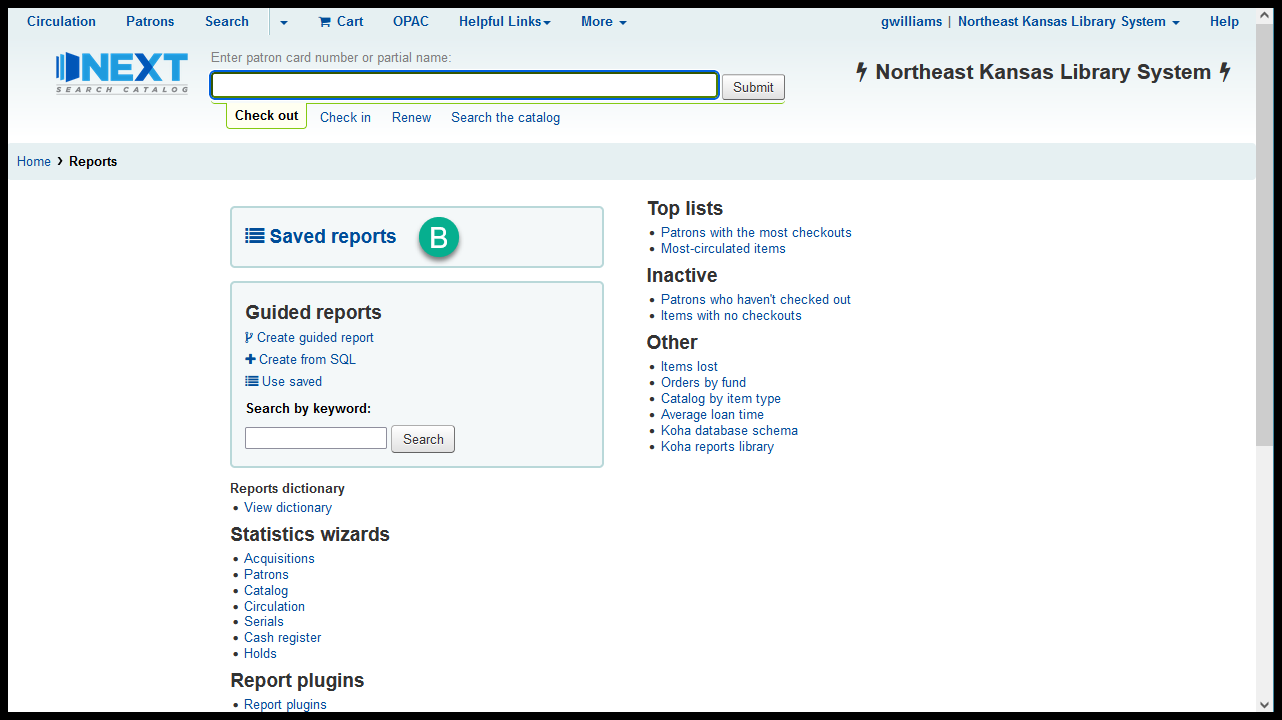 Circulation Patrons Search Cart OPAC Helpful Links More gwilliams | Northeast Kansas Library System Help
NEXT
SEARCH CATALOG
Enter patron card number or partial name:
Submit
Northeast Kansas Library System
Check out Check in Renew Search the catalog
Home › Reports
Saved reports B
Guided reports
Create guided report
Create from SQL
Use saved
Search by keyword:
Search
Reports dictionary
• View dictionary
Statistics wizards
• Acquisitions
• Patrons
• Catalog
• Circulation
• Serials
• Cash register
• Holds
Report plugins
• Report plugins
Top lists
• Patrons with the most checkouts
• Most-circulated items
Inactive
• Patrons who haven't checked out
• Items with no checkouts
Other
• Items lost
• Orders by fund
• Catalog by item type
• Average loan time
• Koha database schema
• Koha reports library